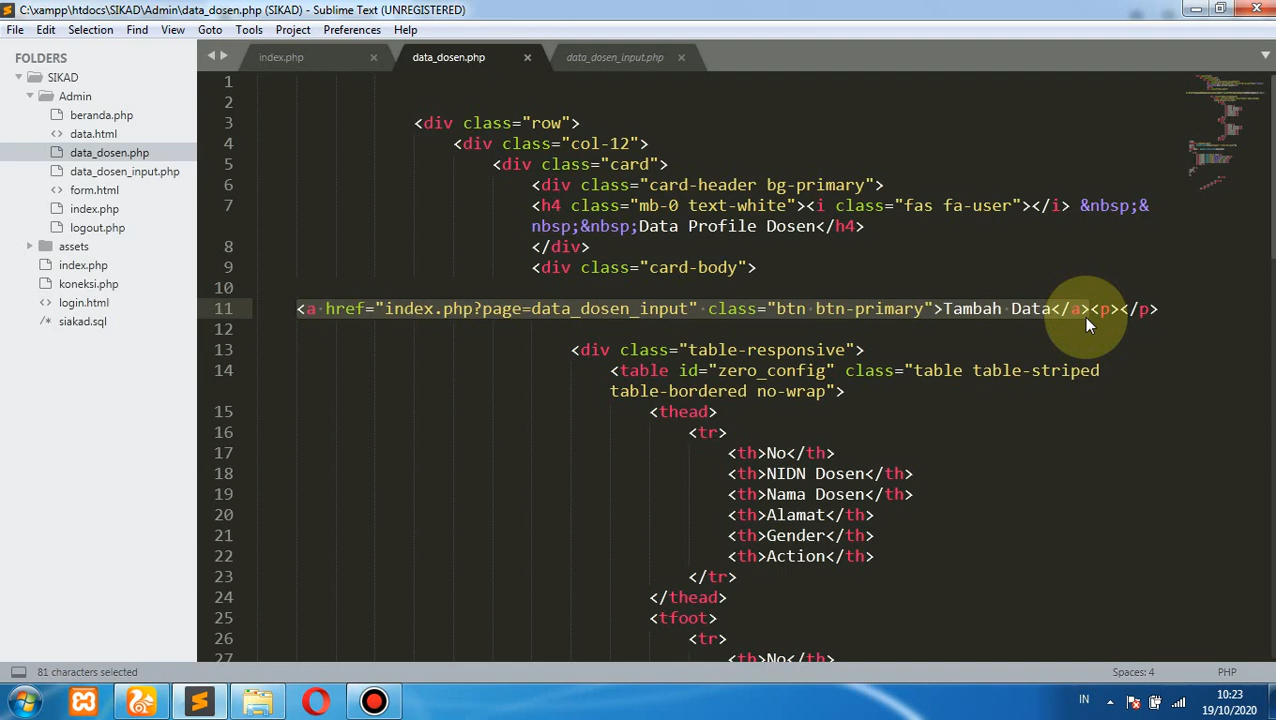 C:\xampp\htdocs\SIKAD\Admin\data_dosen.php (SIKAD) - Sublime Text (UNREGISTERED)
File Edit Selection Find View Goto Tools Project Preferences Help
FOLDERS
SIKAD
Admin
beranda.php
data.html
data_dosen.php
data_dosen_input.php
form.html
index.php
logout.php
assets
index.php
koneksi.php
login.html
siakad.sql
index.php data_dosen.php data_dosen_input.php
1
2
3 <div class="row">
4 <div class="col-12">
5 <div class="card">
6 <div class="card-header bg-primary">
7 <h4 class="mb-0 text-white"><i class="fas fa-user"></i> &nbsp;&
nbsp;&nbsp;Data Profile Dosen</h4>
8 </div>
9 <div class="card-body">
10
11 <a href="index.php?page=data_dosen_input" class="btn btn-primary">Tambah Data</a><p></p>
12
13 <div class="table-responsive">
14 <table id="zero_config" class="table table-striped
table-bordered no-wrap">
15 <thead>
16 <tr>
17 <th>No</th>
18 <th>NIDN Dosen</th>
19 <th>Nama Dosen</th>
20 <th>Alamat</th>
21 <th>Gender</th>
22 <th>Action</th>
23 </tr>
24 </thead>
25 <tfoot>
26 <tr>
27 <th>No</th>
81 characters selected Spaces: 4 PHP
IN 10:23
19/10/2020